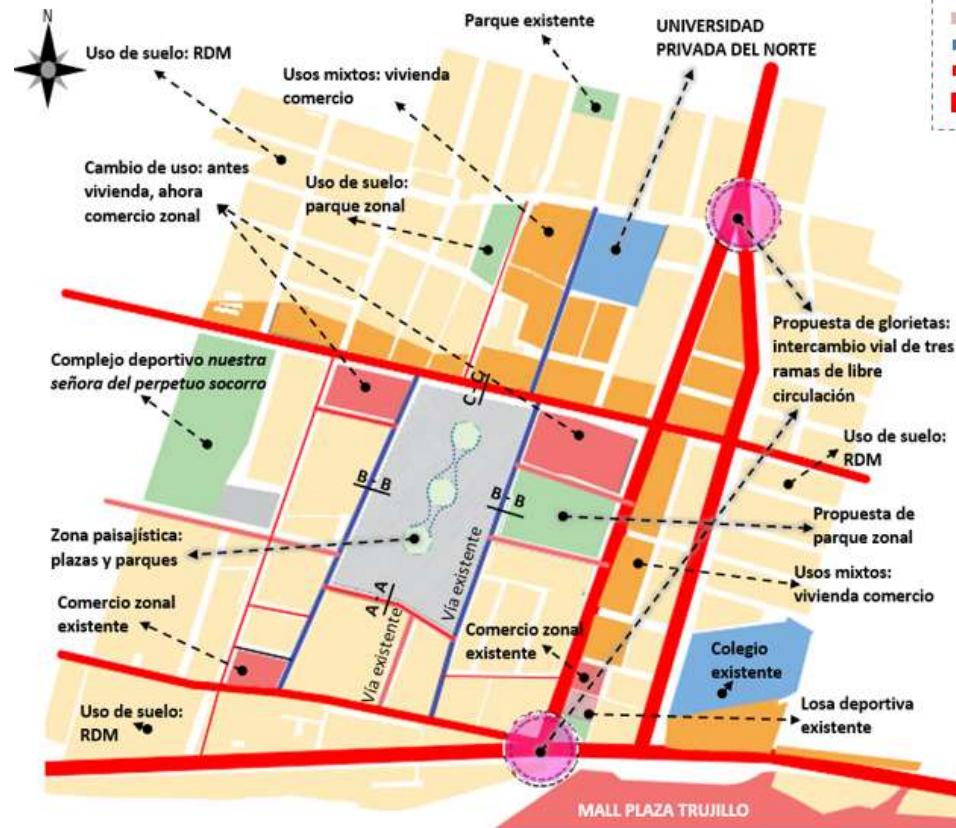 N
Parque existente
UNIVERSIDAD
PRIVADA DEL NORTE
Uso de suelo: RDM
Usos mixtos: vivienda
comercio
Cambio de uso: antes
vivienda, ahora
comercio zonal
Uso de suelo:
parque zonal
Propuesta de glorietas:
intercambio vial de tres
ramas de libre
circulación
Complejo deportivo nuestra
señora del perpetuo socorro
C - C
Uso de suelo:
RDM
B - B
B - B
Propuesta de
parque zonal
Zona paisajística:
plazas y parques
Vía existente
Usos mixtos:
vivienda comercio
A - A
Comercio zonal
existente
Vía existente
Comercio zonal
existente
Colegio
existente
Losa deportiva
existente
Uso de suelo:
RDM
MALL PLAZA TRUJILLO